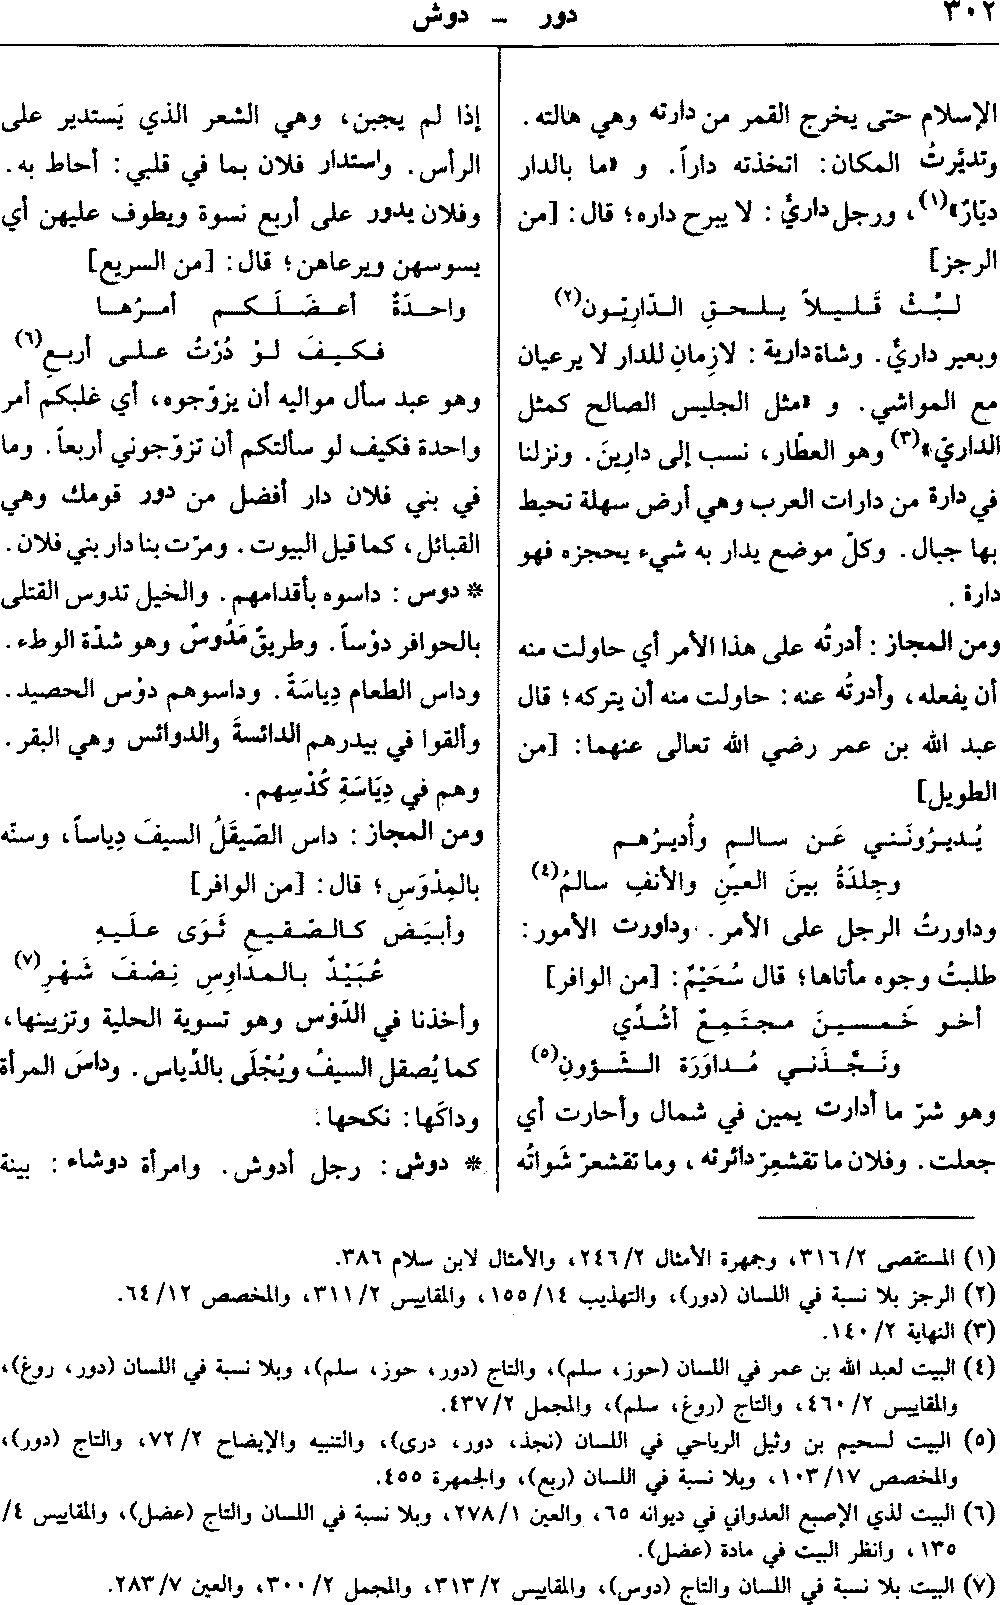 ٣٠٢
دور - دوش
الإسلام حتى يخرج القمر من دارته وهي هالته.
وتديَّرتُ المكان: اتخذته داراً. و «ما بالدار
ديّارٌ»(١)، ورجل داريٌّ: لا يبرح داره؛ قال: [من
الرجز]
لَبِّثْ قَليلاً يلحقِ الدّاريّون(٢)
وبعير داريٌّ. وشاة دارية: لازِمانِ للدار لا يرعيان
مع المواشي. و «مثل الجليس الصالح كمثل
الداريّ»(٣) وهو العطّار، نسب إلى دارِينَ. ونزلنا
في دارة من دارات العرب وهي أرض سهلة تحيط
بها جبال. وكلّ موضع يدار به شيء يحجزه فهو
دارة.
ومن المجاز: أدرتُه على هذا الأمر أي حاولت منه
أن يفعله، وأدرتُه عنه: حاولت منه أن يتركه؛ قال
عبد الله بن عمر رضي الله تعالى عنهما: [من
الطويل]
يُديرُونَني عَن سالمٍ وأُديرُهم
وجِلدَةُ بينَ العينِ والأنفِ سالمُ(٤)
وداورتُ الرجل على الأمر. وداورت الأمور:
طلبتُ وجوه مأتاها؛ قال سُحَيْمٌ: [من الوافر]
أخو خَمسينَ مجتَمِعٌ أشُدّي
ونَجَّذَني مُداوَرَة الشّؤونِ(٥)
وهو شرّ ما أدارت يمين في شمال وأحارت أي
جعلت. وفلان ما تقشعِرّ دائرته، وما تقشعرّ شَواتُه
إذا لم يجبن، وهي الشعر الذي يَستدير على
الرأس. واستدار فلان بما في قلبي: أحاط به.
وفلان يدور على أربع نسوة ويطوف عليهن أي
يسوسهن ويرعاهن؛ قال: [من السريع]
واحدَةٌ أعضَلَكم أمرُها
فكيفَ لوْ دُرْتُ على أربعِ(٦)
وهو عبد سأل مواليه أن يزوّجوه، أي غلبكم أمر
واحدة فكيف لو سألتكم أن تزوّجوني أربعاً. وما
في بني فلان دار أفضل من دور قومك وهي
القبائل، كما قيل البيوت. ومرّت بنا دار بني فلان.
* دوس: داسوه بأقدامهم. والخيل تدوس القتلى
بالحوافر دوْساً. وطريقٌ مَدُوسٌ وهو شدّة الوطء.
وداس الطعام دِياسَةً. وداسوهم دوْس الحصيد.
وألقوا في بيدرهم الدائسةَ والدوائس وهي البقر.
وهم في دِيَاسَةِ كُدْسِهم.
ومن المجاز: داس الصّيقَلُ السيفَ دِياساً، وسنّه
بالمِدْوَسِ؛ قال: [من الوافر]
وأبيَض كالصّقيعِ ثَوَى علَيهِ
عُبَيْدٌ بالمداوِسِ نِصْفَ شَهْرِ(٧)
وأخذنا في الدّوْس وهو تسوية الحلية وتزيينها،
كما يُصقل السيفُ ويُجْلَى بالدِّياس. وداسَ المرأة
وداكَها: نكحها.
* دوش: رجل أدوش. وامرأة دوشاء: بينة
(١) المستقصى ٣١٦/٢، وجمهرة الأمثال ٢٤٦/٢، والأمثال لابن سلام ٣٨٦.
(٢) الرجز بلا نسبة في اللسان (دور)، والتهذيب ١٥٥/١٤، والمقاييس ٣١١/٢، والمخصص ٦٤/١٢.
(٣) النهاية ١٤٠/٢.
(٤) البيت لعبد الله بن عمر في اللسان (حوز، سلم)، والتاج (دور، حوز، سلم)، وبلا نسبة في اللسان (دور، روغ)،
والمقاييس ٤٦٠/٢، والتاج (روغ، سلم)، والمجمل ٤٣٧/٢.
(٥) البيت لسحيم بن وثيل الرياحي في اللسان (نجذ، دور، درى)، والتنبيه والإيضاح ٧٢/٢، والتاج (دور)،
والمخصص ١٠٣/١٧، وبلا نسبة في اللسان (ربع)، والجمهرة ٤٥٥.
(٦) البيت لذي الإصبع العدواني في ديوانه ٦٥، والعين ٢٧٨/١، وبلا نسبة في اللسان والتاج (عضل)، والمقاييس ٤/
١٣٥، وانظر البيت في مادة (عضل).
(٧) البيت بلا نسبة في اللسان والتاج (دوس)، والمقاييس ٣١٣/٢، والمجمل ٣٠٠/٢، والعين ٢٨٣/٧.